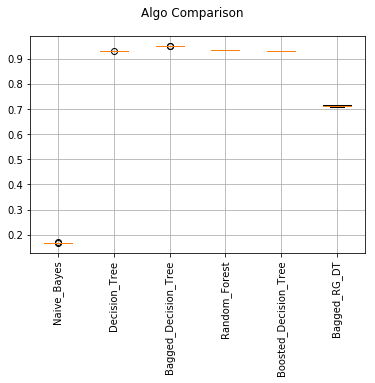 Algo Comparison
0.9
0.8
0.7
0.6
0.5
0.4
0.3
0.2
Naive_Bayes
Decision_Tree
Bagged_Decision_Tree
Random_Forest
Boosted_Decision_Tree
Bagged_RG_DT